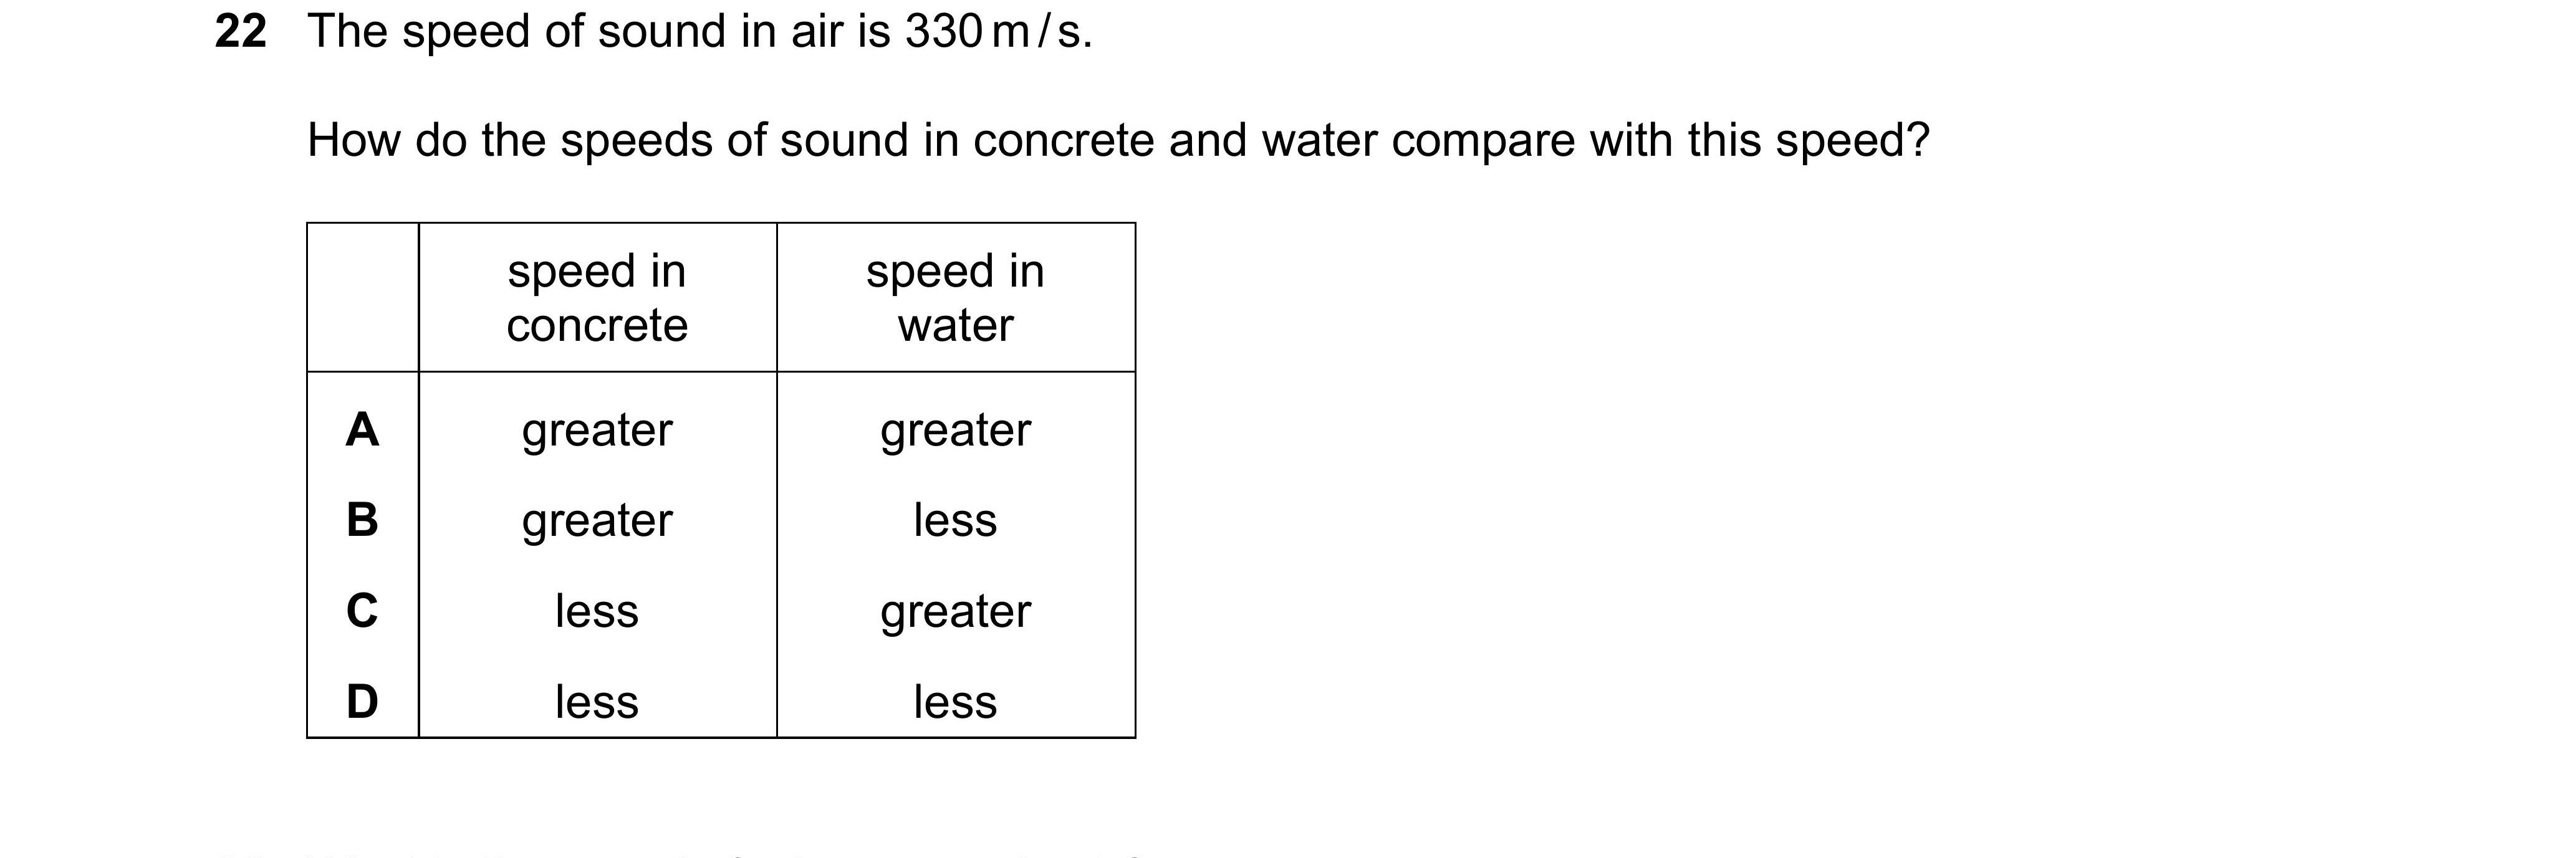 22 The speed of sound in air is 330 m / s.
How do the speeds of sound in concrete and water compare with this speed?
speed in concrete speed in water
A greater greater
B greater less
C less greater
D less less